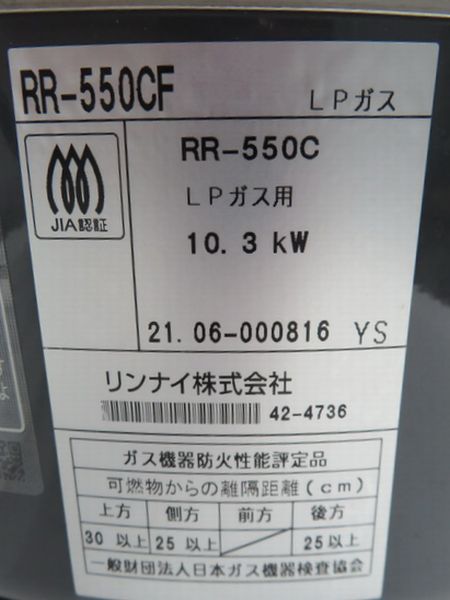 RR-550CF LPガス
JIA認証
RR-550C
LPガス用
10.3 kW
21.06-000816 YS
リンナイ株式会社
42-4736
ガス機器防火性能評定品
可燃物からの離隔距離(cm)
上方 側方 前方 後方
30 以上 25 以上 25以上
一般財団法人日本ガス機器検査協会